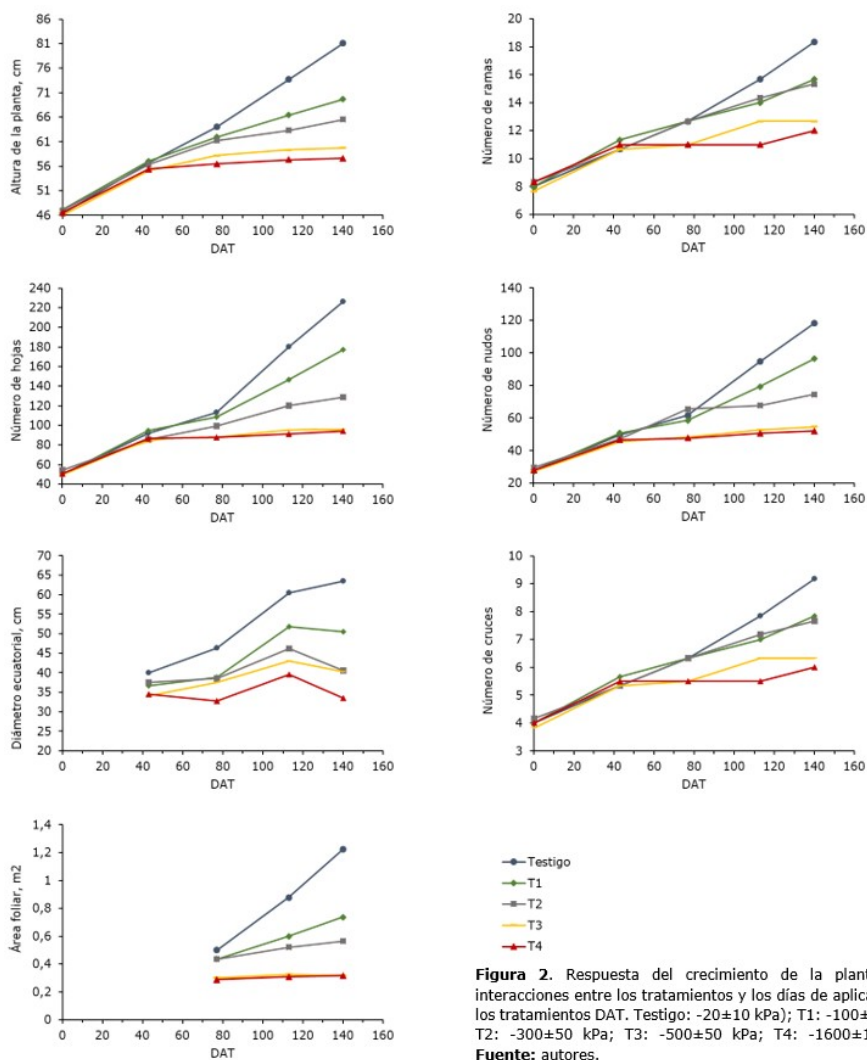 86
81
76
71
66
61
56
51
46
Altura de la planta, cm
0 20 40 60 80 100 120 140 160
DAT
20
18
16
14
12
10
8
6
Número de ramas
0 20 40 60 80 100 120 140 160
DAT
240
220
200
180
160
140
120
100
80
60
40
Número de hojas
0 20 40 60 80 100 120 140 160
DAT
140
120
100
80
60
40
20
Número de nudos
0 20 40 60 80 100 120 140 160
DAT
70
65
60
55
50
45
40
35
30
25
20
Diámetro ecuatorial, cm
0 20 40 60 80 100 120 140 160
DAT
10
9
8
7
6
5
4
3
Número de cruces
0 20 40 60 80 100 120 140 160
DAT
1,4
1,2
1
0,8
0,6
0,4
0,2
0
Área foliar, m2
0 20 40 60 80 100 120 140 160
DAT
Testigo
T1
T2
T3
T4
Figura 2. Respuesta del crecimiento de la plant
interacciones entre los tratamientos y los días de aplica
los tratamientos DAT. Testigo: -20±10 kPa); T1: -100±
T2: -300±50 kPa; T3: -500±50 kPa; T4: -1600±1
Fuente: autores.